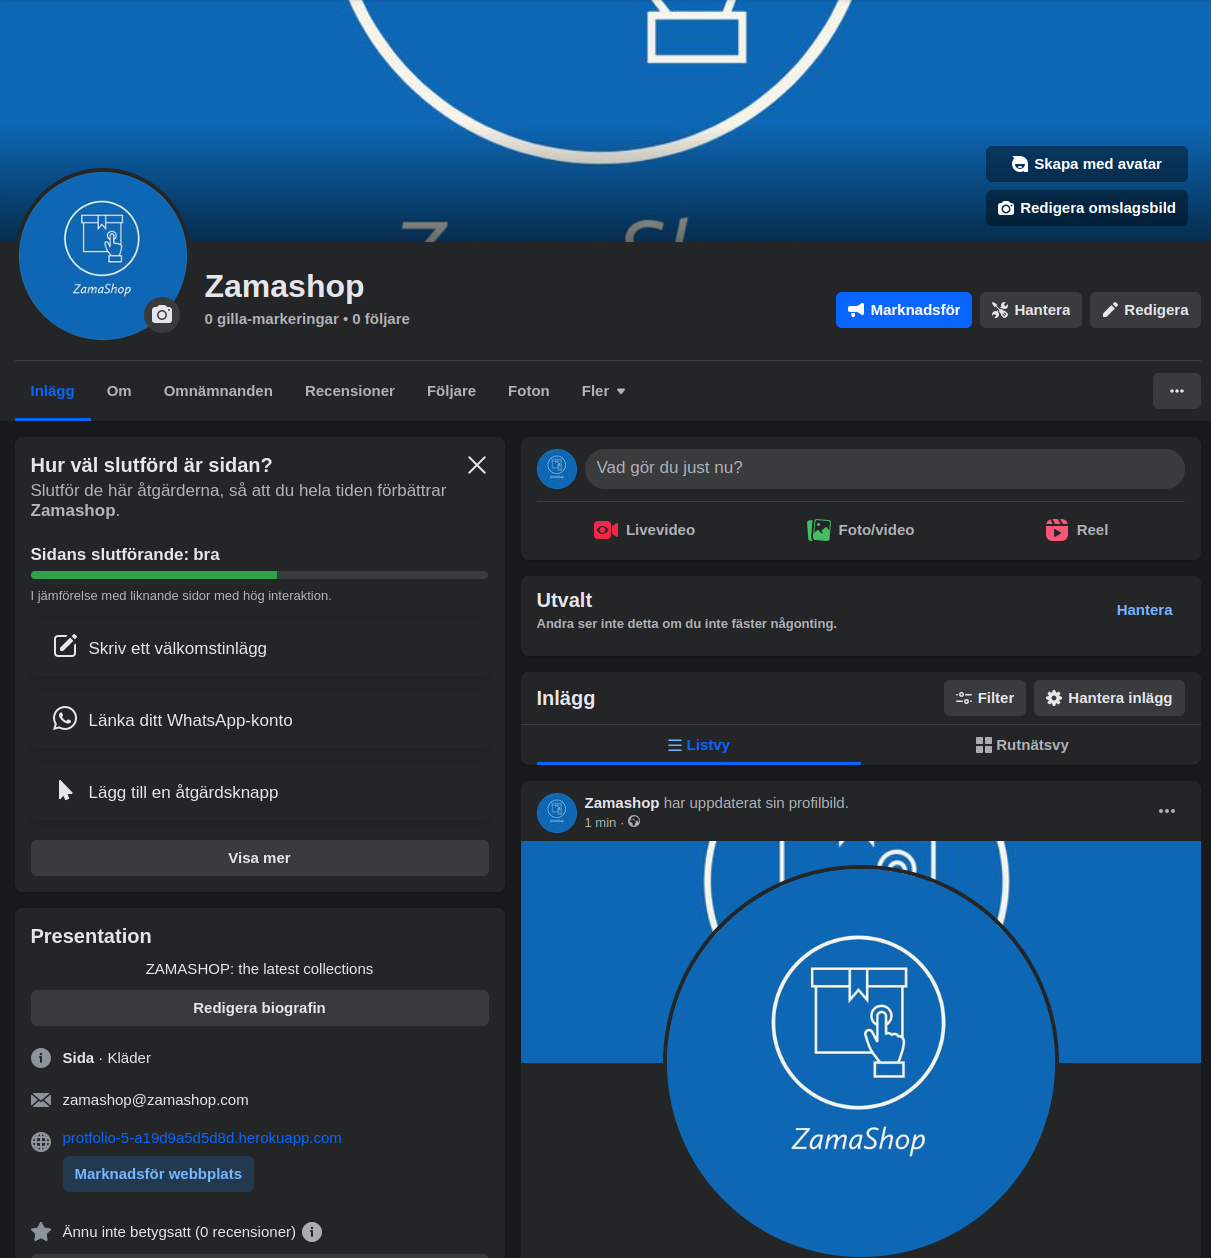 Skapa med avatar
Redigera omslagsbild
ZamaShop
Zamashop
0 gilla-markeringar • 0 följare
Marknadsför
Hantera
Redigera
Inlägg
Om
Omnämnanden
Recensioner
Följare
Foton
Fler
Hur väl slutförd är sidan?
Slutför de här åtgärderna, så att du hela tiden förbättrar
Zamashop.
Sidans slutförande: bra
I jämförelse med liknande sidor med hög interaktion.
Skriv ett välkomstinlägg
Länka ditt WhatsApp-konto
Lägg till en åtgärdsknapp
Visa mer
Presentation
ZAMASHOP: the latest collections
Redigera biografin
Sida · Kläder
zamashop@zamashop.com
protfolio-5-a19d9a5d5d8d.herokuapp.com
Marknadsför webbplats
Ännu inte betygsatt (0 recensioner)
Vad gör du just nu?
Livevideo
Foto/video
Reel
Utvalt
Andra ser inte detta om du inte fäster någonting.
Hantera
Inlägg
Filter
Hantera inlägg
Listvy
Rutnätsvy
Zamashop har uppdaterat sin profilbild.
1 min ·
ZamaShop